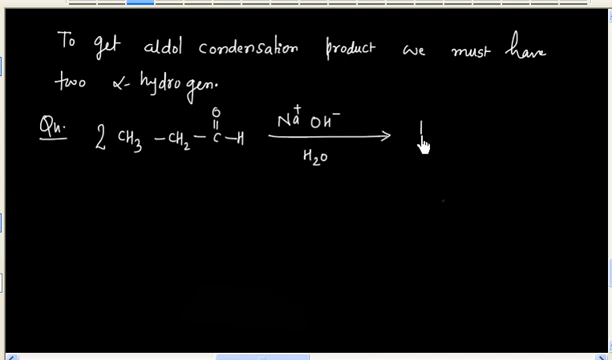 To get aldol condensation product we must have
two α-hydrogen.
Qn. 2 CH3 – CH2 – C(=O) – H Na+ OH− H2O →